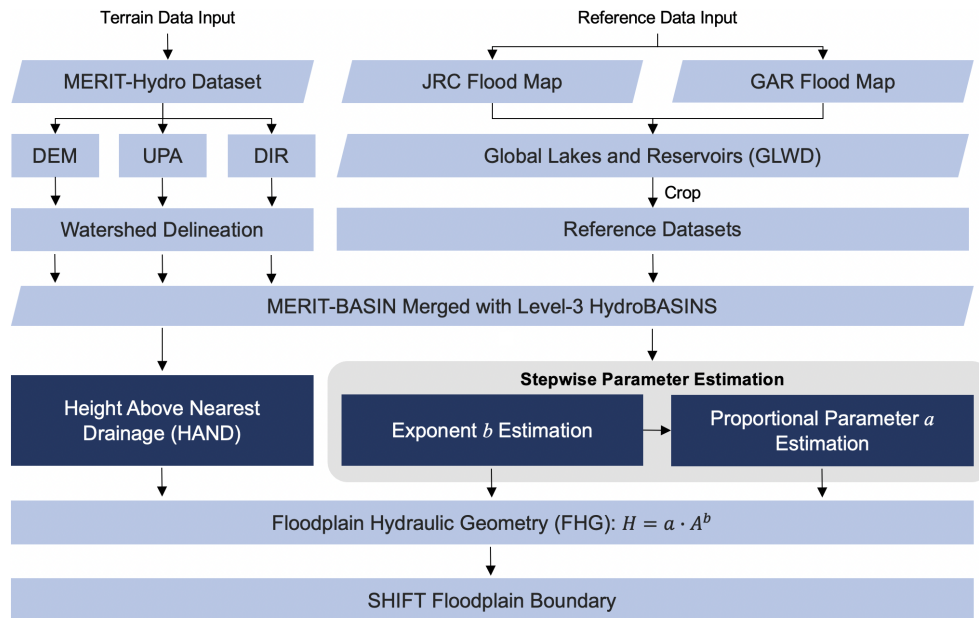 Terrain Data Input
Reference Data Input
MERIT-Hydro Dataset
JRC Flood Map
GAR Flood Map
DEM
UPA
DIR
Global Lakes and Reservoirs (GLWD)
Crop
Watershed Delineation
Reference Datasets
MERIT-BASIN Merged with Level-3 HydroBASINS
Stepwise Parameter Estimation
Height Above Nearest
Drainage (HAND)
Exponent b Estimation
Proportional Parameter a
Estimation
Floodplain Hydraulic Geometry (FHG): H = a · A^b
SHIFT Floodplain Boundary